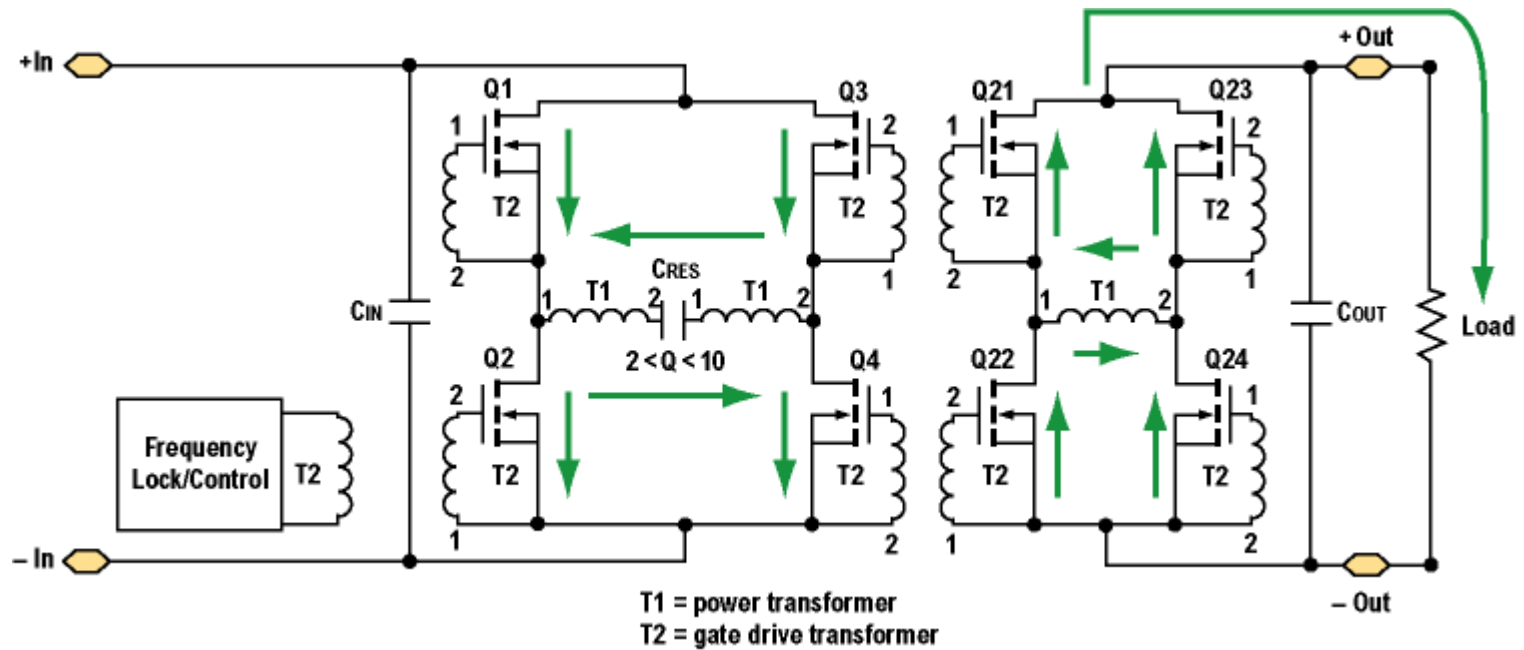 + Out
+In
Q1
Q3
Q21
Q23
1
2
1
2
T2
T2
T2
T2
2
CRES
1
2
1
1
T1
2
1
T1
2
1
T1
2
CIN
COUT
Load
2 < Q < 10
Q2
Q4
Q22
Q24
2
1
2
1
Frequency
Lock/Control
T2
T2
T2
T2
T2
– In
1
2
1
2
– Out
T1 = power transformer
T2 = gate drive transformer